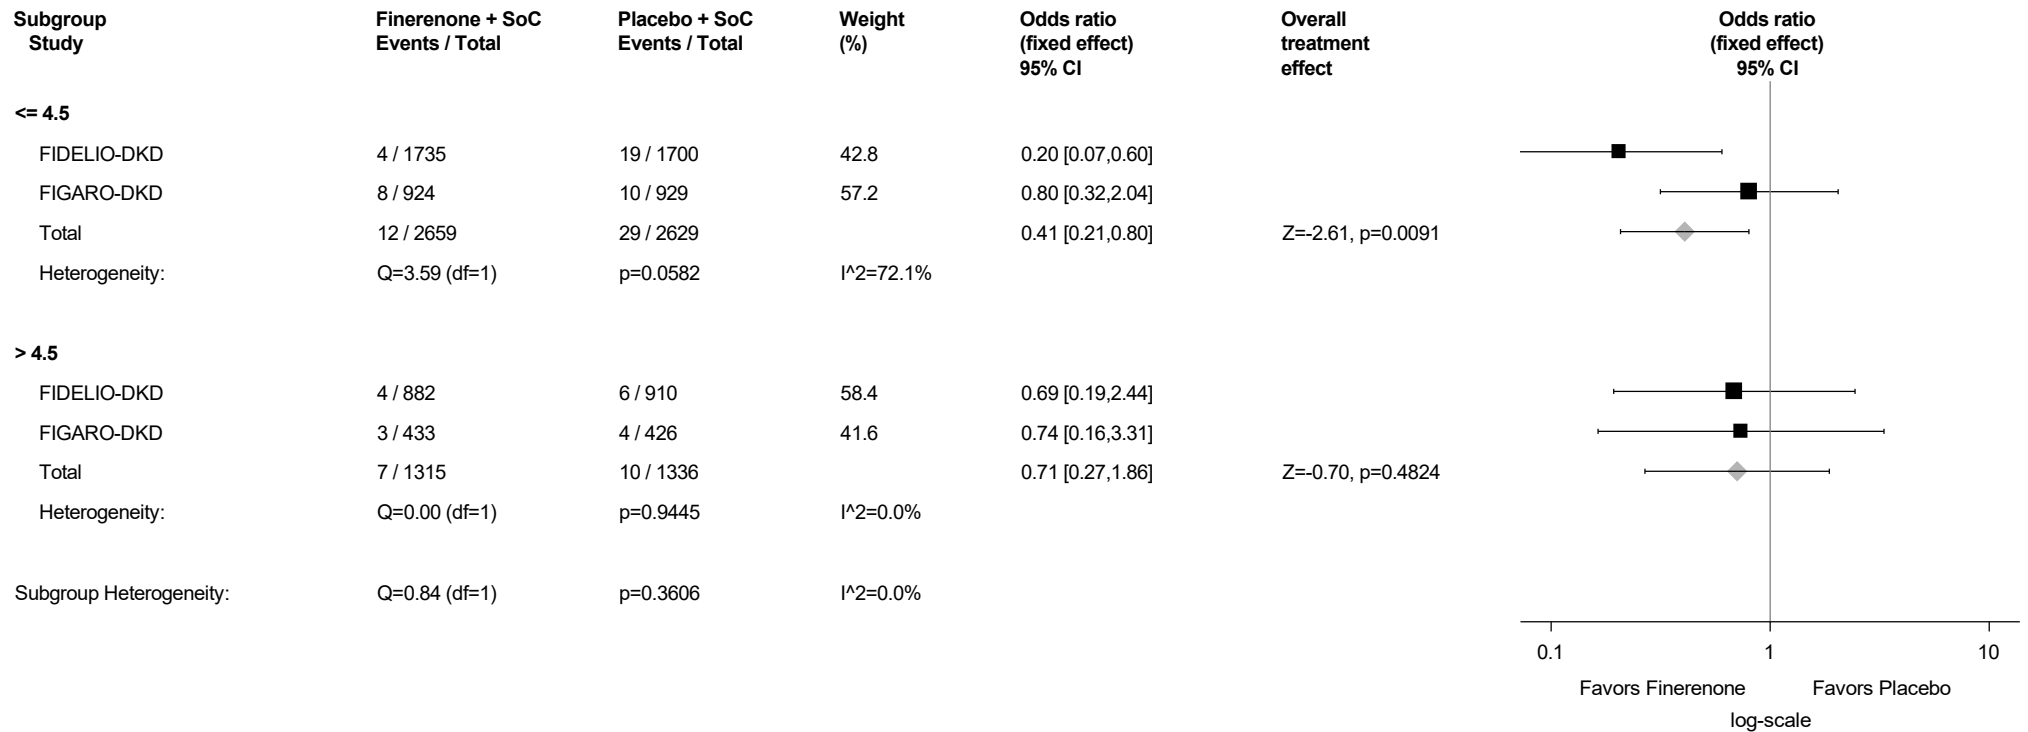 Subgroup Finerenone + SoC Placebo + SoC Weight Odds ratio Overall Odds ratio
Study Events / Total Events / Total (%) (fixed effect) treatment (fixed effect)
95% CI effect 95% CI
<= 4.5
FIDELIO-DKD 4 / 1735 19 / 1700 42.8 0.20 [0.07,0.60]
FIGARO-DKD 8 / 924 10 / 929 57.2 0.80 [0.32,2.04]
Total 12 / 2659 29 / 2629 0.41 [0.21,0.80] Z=-2.61, p=0.0091
Heterogeneity: Q=3.59 (df=1) p=0.0582 I^2=72.1%
> 4.5
FIDELIO-DKD 4 / 882 6 / 910 58.4 0.69 [0.19,2.44]
FIGARO-DKD 3 / 433 4 / 426 41.6 0.74 [0.16,3.31]
Total 7 / 1315 10 / 1336 0.71 [0.27,1.86] Z=-0.70, p=0.4824
Heterogeneity: Q=0.00 (df=1) p=0.9445 I^2=0.0%
Subgroup Heterogeneity: Q=0.84 (df=1) p=0.3606 I^2=0.0%
0.1 1 10
Favors Finerenone Favors Placebo
log-scale